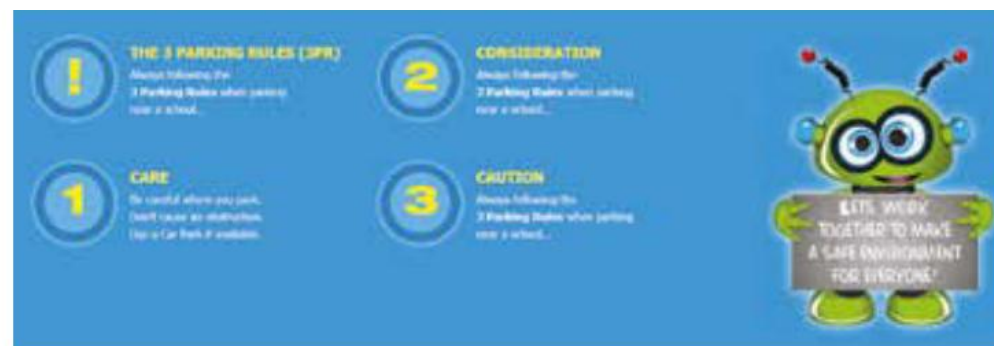 !
THE 3 PARKING RULES (3PR)
Always following the
3 Parking Rules when parking
near a school...
1
CARE
Be careful where you park.
Don't cause an obstruction.
Use a Car Park if available.
2
CONSIDERATION
Always following the
3 Parking Rules when parking
near a school...
3
CAUTION
Always following the
3 Parking Rules when parking
near a school...
LETS WORK
TOGETHER TO MAKE
A SAFE ENVIRONMENT
FOR EVERYONE!